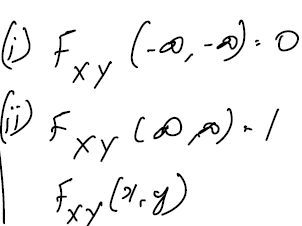 (i) F_XY (-∞, -∞) = 0
(ii) F_XY (∞, ∞) = 1
F_XY (x, y)